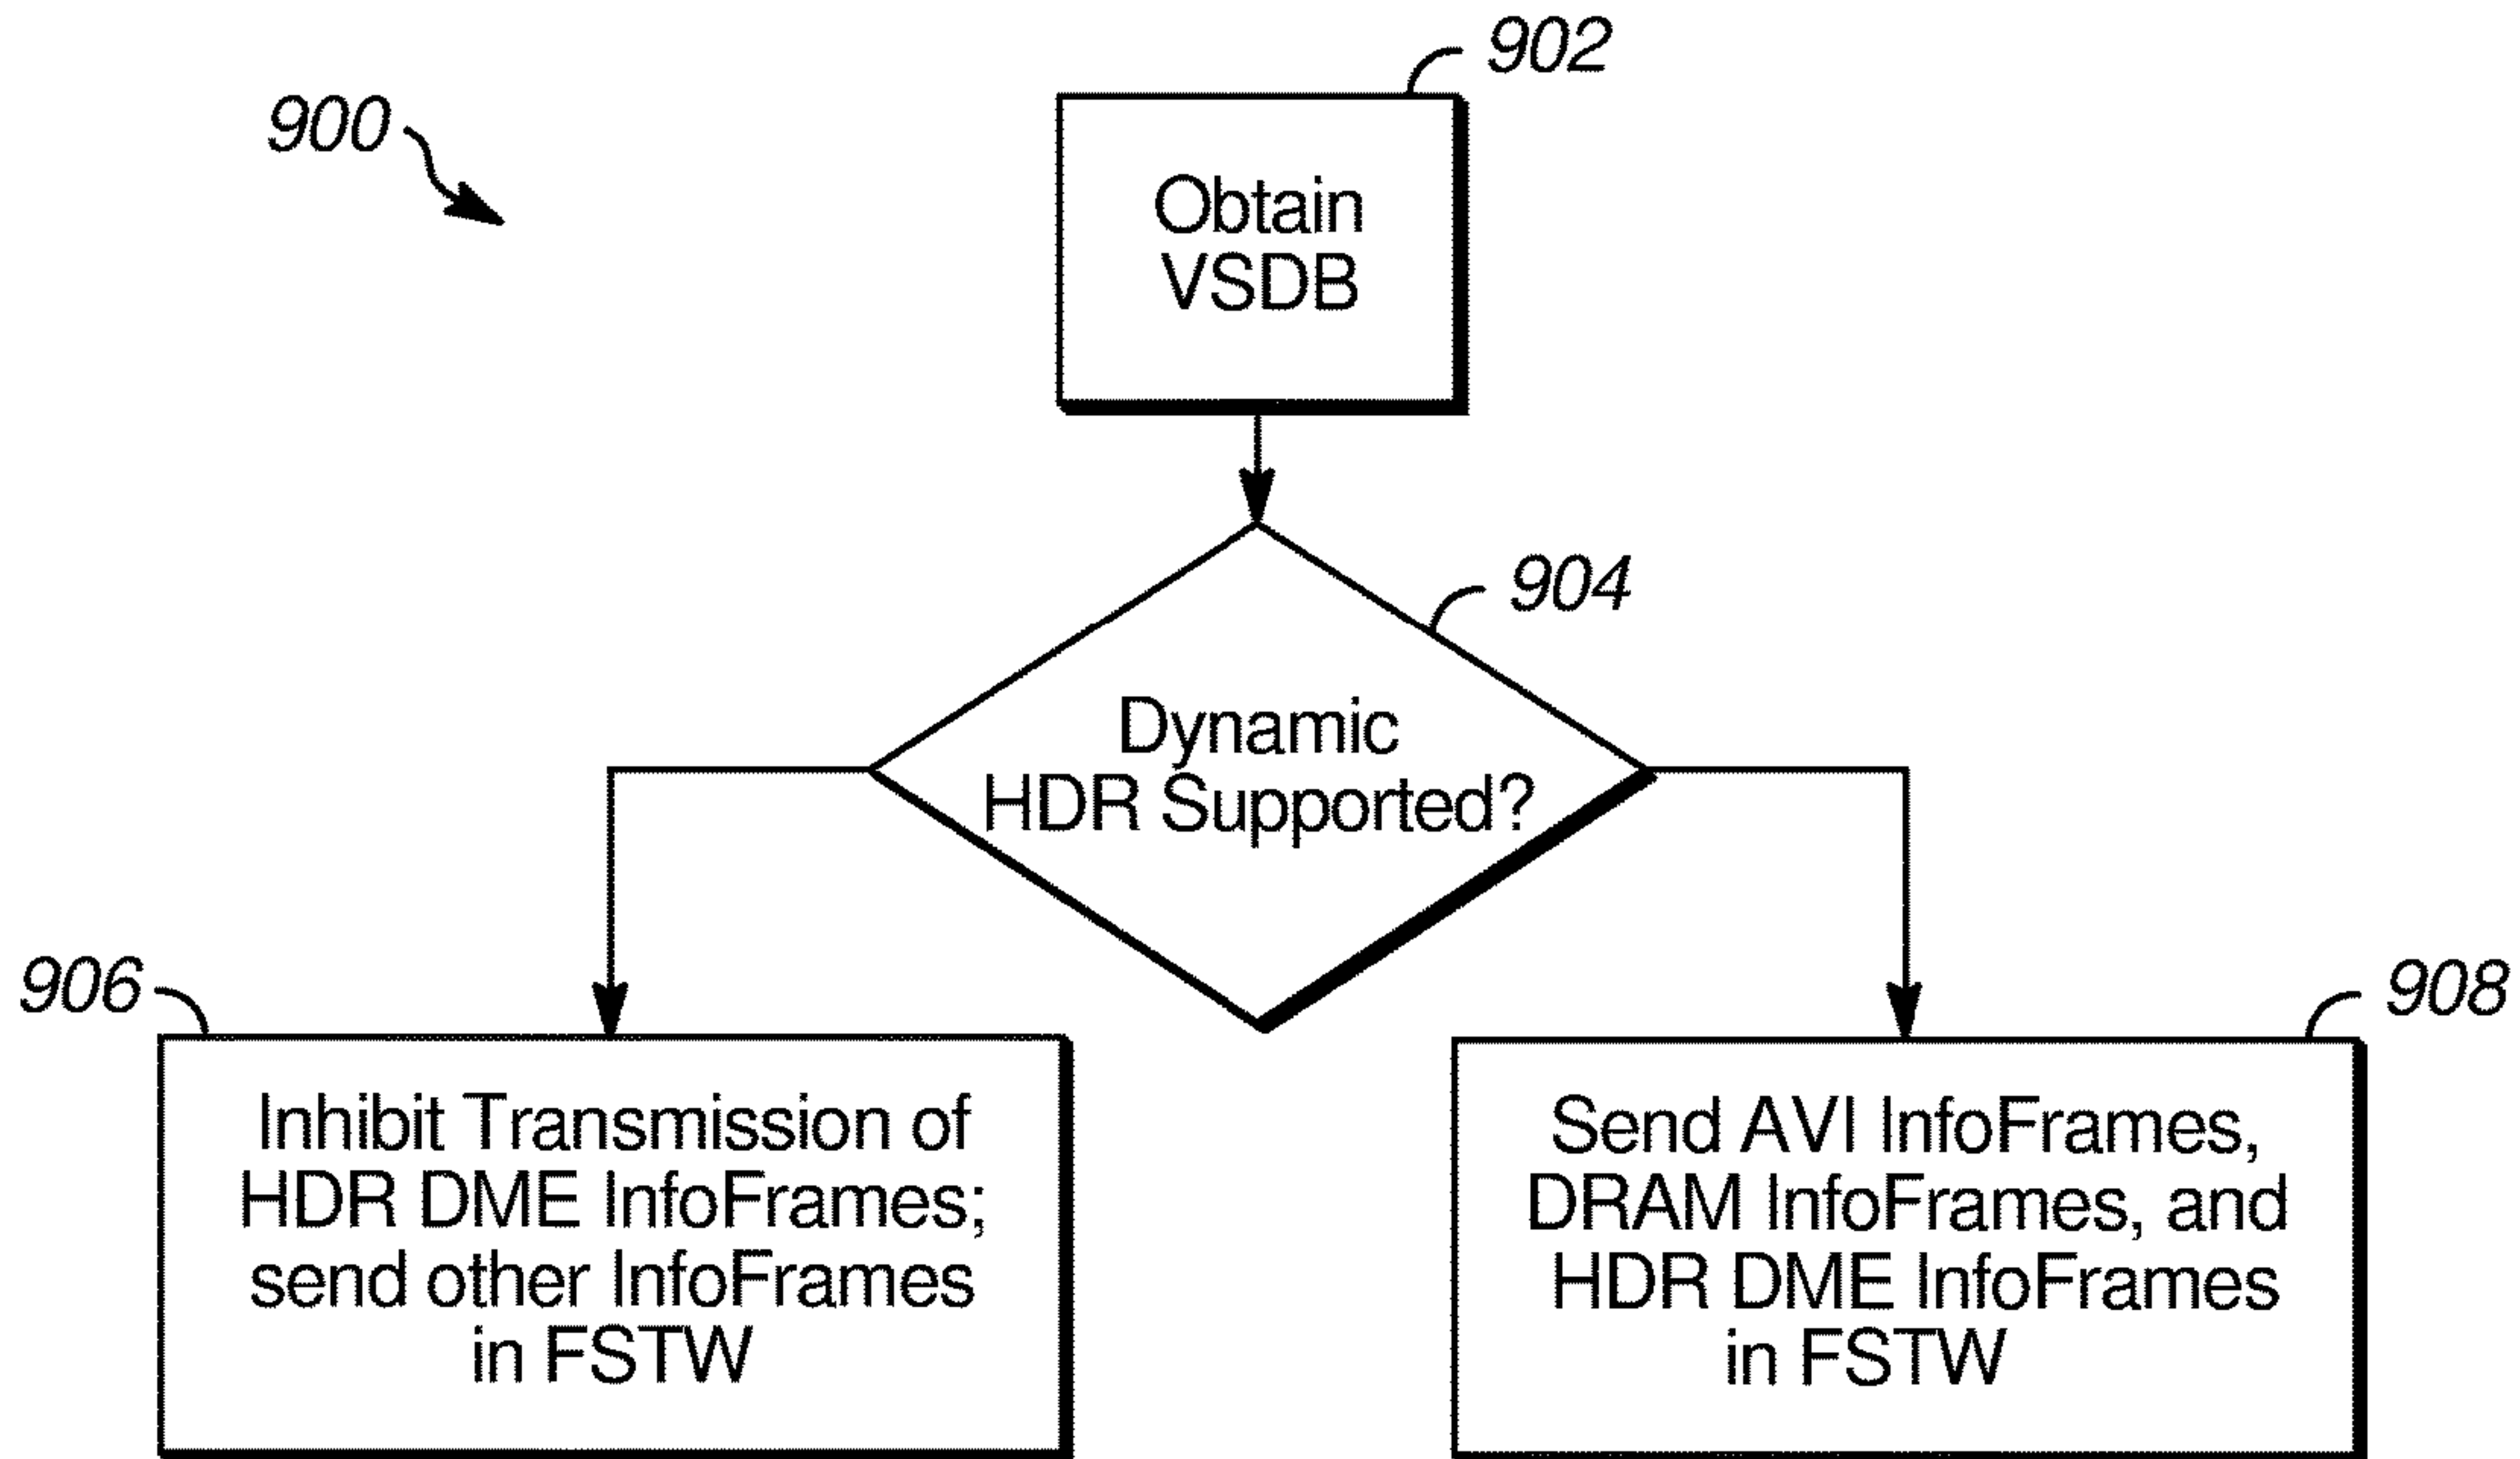 902
900
Obtain
VSDB
904
Dynamic
HDR Supported?
906
908
Inhibit Transmission of
HDR DME InfoFrames;
send other InfoFrames
in FSTW
Send AVI InfoFrames,
DRAM InfoFrames, and
HDR DME InfoFrames
in FSTW